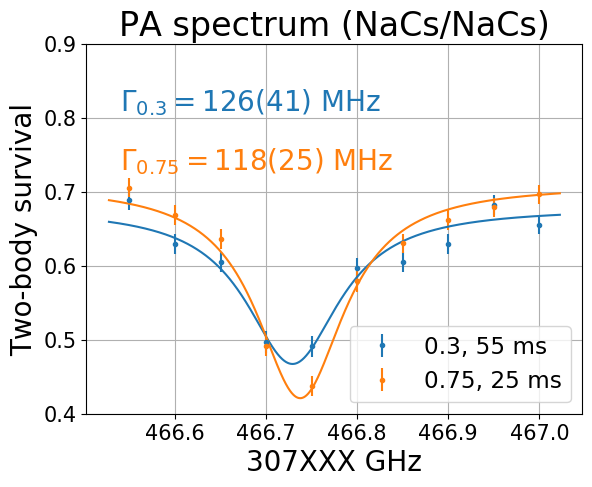 PA spectrum (NaCs/NaCs)
Γ0.3 = 126(41) MHz
Γ0.75 = 118(25) MHz
Two-body survival
0.9
0.8
0.7
0.6
0.5
0.4
0.3, 55 ms
0.75, 25 ms
466.6 466.7 466.8 466.9 467.0
307XXX GHz